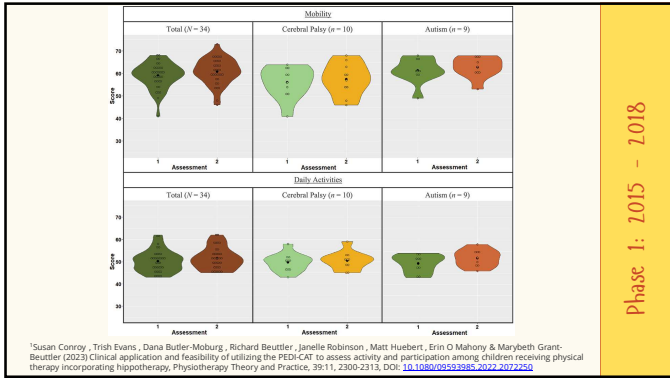 Mobility
Total (N = 34) Cerebral Palsy (n = 10) Autism (n = 9)
70
60
50
40
30
Score
1 2 1 2 1 2
Assessment Assessment Assessment
Daily Activities
Total (N = 34) Cerebral Palsy (n = 10) Autism (n = 9)
70
60
50
40
30
Score
1 2 1 2 1 2
Assessment Assessment Assessment
Phase 1: 2015 - 2018
1Susan Conroy , Trish Evans , Dana Butler-Moburg , Richard Beuttler , Janelle Robinson , Matt Huebert , Erin O Mahony & Marybeth Grant-
Beuttler (2023) Clinical application and feasibility of utilizing the PEDI-CAT to assess activity and participation among children receiving physical
therapy incorporating hippotherapy, Physiotherapy Theory and Practice, 39:11, 2300-2313, DOI: 10.1080/09593985.2022.2072250